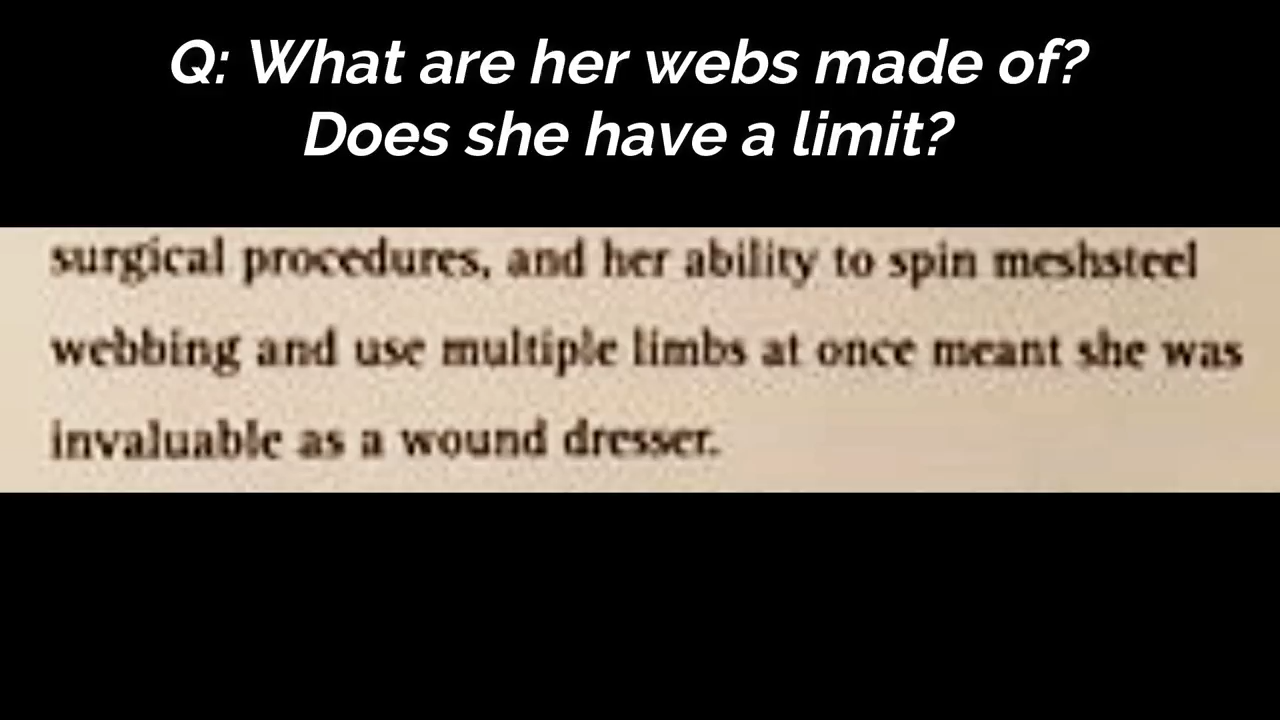 Q: What are her webs made of?
Does she have a limit?
surgical procedures, and her ability to spin meshsteel
webbing and use multiple limbs at once meant she was
invaluable as a wound dresser.